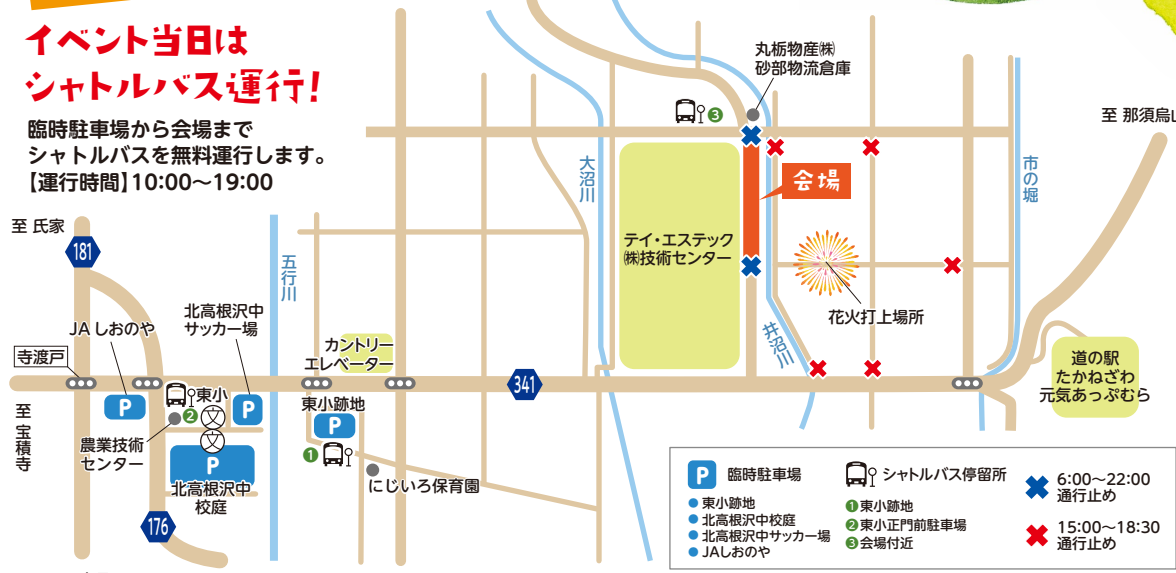 イベント当日は
シャトルバス運行!
臨時駐車場から会場まで
シャトルバスを無料運行します。
【運行時間】10:00〜19:00
丸栃物産㈱
砂部物流倉庫
3
至 那須烏山
大沼川
会場
市の堀
テイ・エステック
㈱技術センター
花火打上場所
井沼川
至 氏家
181
五行川
北高根沢中
サッカー場
JAしおのや
寺渡戸
カントリー
エレベーター
341
道の駅
たかねざわ
元気あっぷむら
P
2
東小
文
文
P
東小跡地
P
1
至 宝積寺
農業技術
センター
P
北高根沢中
校庭
にじいろ保育園
176
P 臨時駐車場
東小跡地
北高根沢中校庭
北高根沢中サッカー場
JAしおのや
シャトルバス停留所
1 東小跡地
2 東小正門前駐車場
3 会場付近
6:00〜22:00
通行止め
15:00〜18:30
通行止め